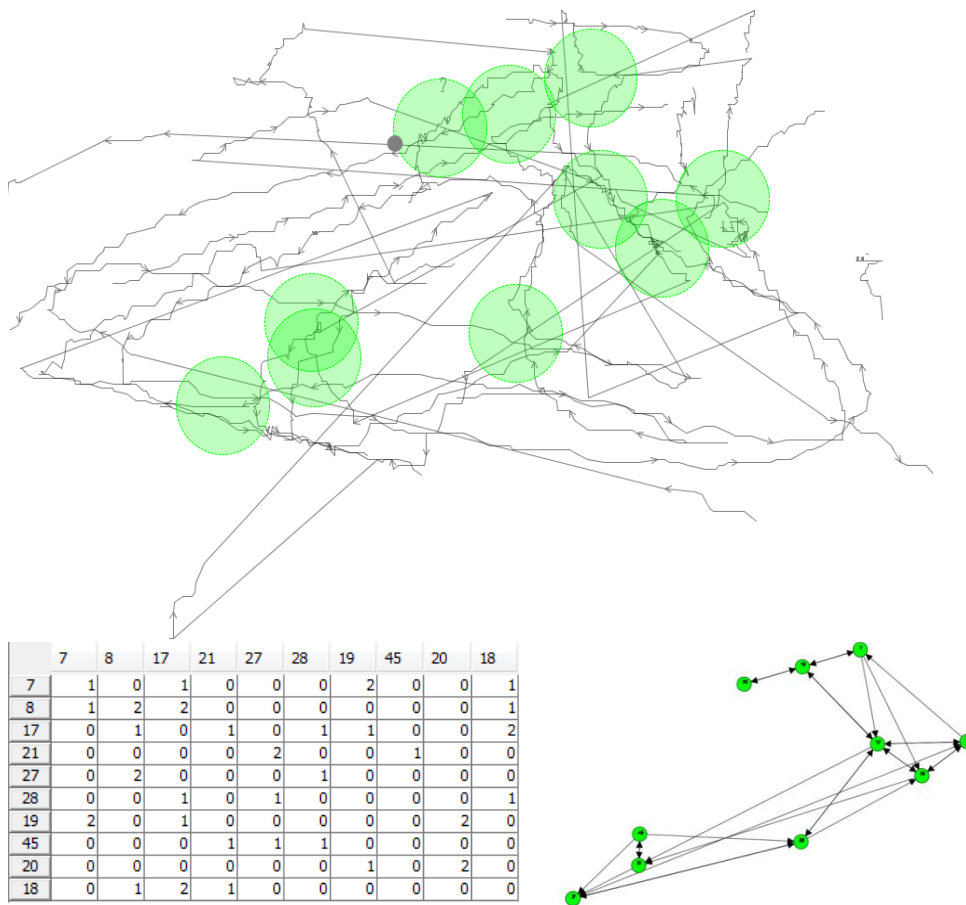 7 8 17 21 27 28 19 45 20 18
7 1 0 1 0 0 0 2 0 0 1
8 1 2 2 0 0 0 0 0 0 1
17 0 1 0 1 0 1 1 0 0 2
21 0 0 0 0 2 0 0 1 0 0
27 0 2 0 0 0 1 0 0 0 0
28 0 0 1 0 1 0 0 0 0 1
19 2 0 1 0 0 0 0 0 2 0
45 0 0 0 1 1 1 0 0 0 0
20 0 0 0 0 0 0 1 0 2 0
18 0 1 2 1 0 0 0 0 0 0